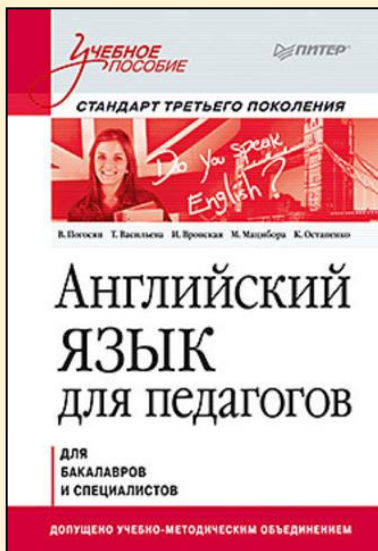 УЧЕБНОЕ
ПОСОБИЕ
ПИТЕР®
СТАНДАРТ ТРЕТЬЕГО ПОКОЛЕНИЯ
Do You Speak
English?
В. Погосян Т. Васильева И. Вронская М. Мацибора К. Остапенко
Английский
ЯЗЫК
для педагогов
ДЛЯ
БАКАЛАВРОВ
И СПЕЦИАЛИСТОВ
ДОПУЩЕНО УЧЕБНО-МЕТОДИЧЕСКИМ ОБЪЕДИНЕНИЕМ